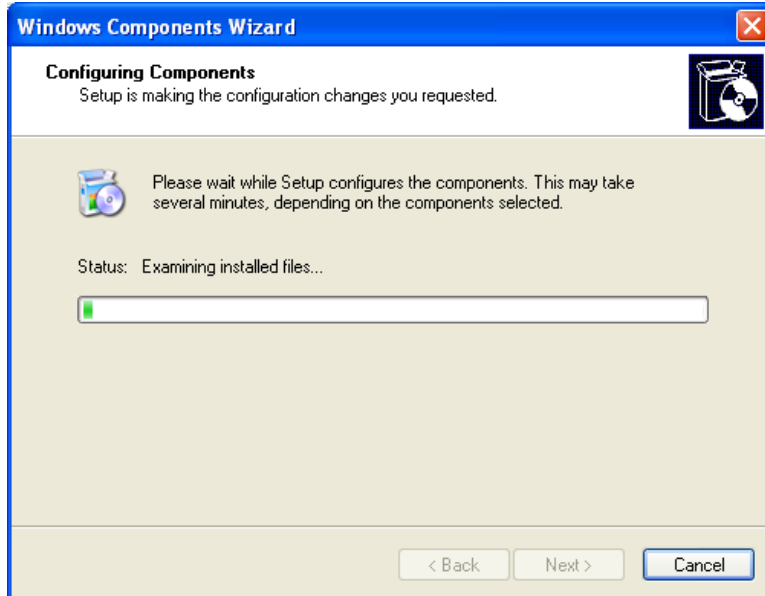 Windows Components Wizard
Configuring Components
Setup is making the configuration changes you requested.
Please wait while Setup configures the components. This may take
several minutes, depending on the components selected.
Status: Examining installed files...
< Back Next > Cancel